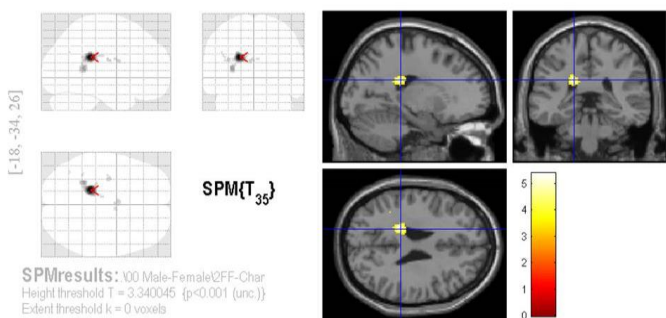 [-18, -34, 26]
SPM{T35}
SPMresults: .\00 Male-Female\2FF-Char
Height threshold T = 3.340045 {p<0.001 (unc.)}
Extent threshold k = 0 voxels
5
4
3
2
1
0